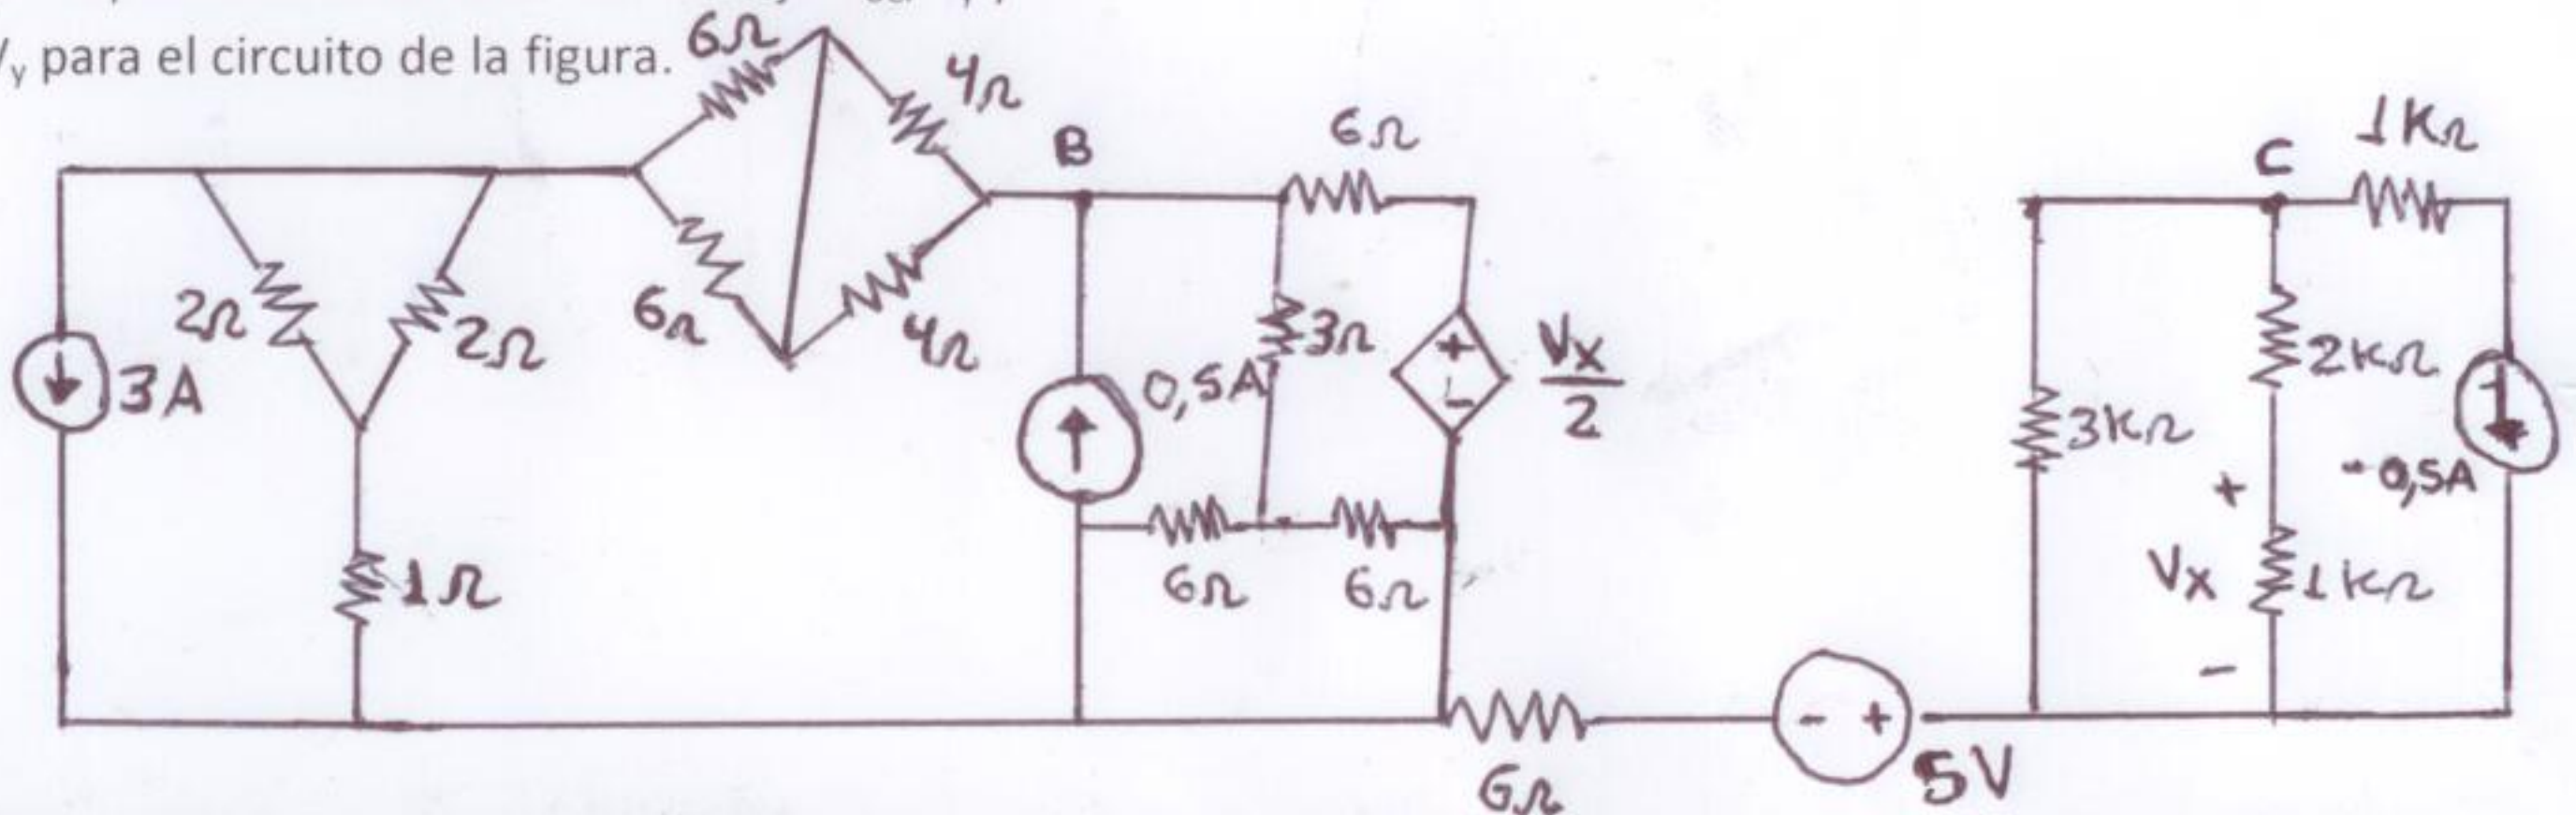 y para el circuito de la figura.
6Ω
4Ω
B
6Ω
C
1KΩ
2Ω
2Ω
6Ω
4Ω
3A
0,5A
3Ω
+
-
Vx
2
3KΩ
2KΩ
-0,5A
+
Vx
-
1KΩ
1Ω
6Ω
6Ω
6Ω
- +
5V